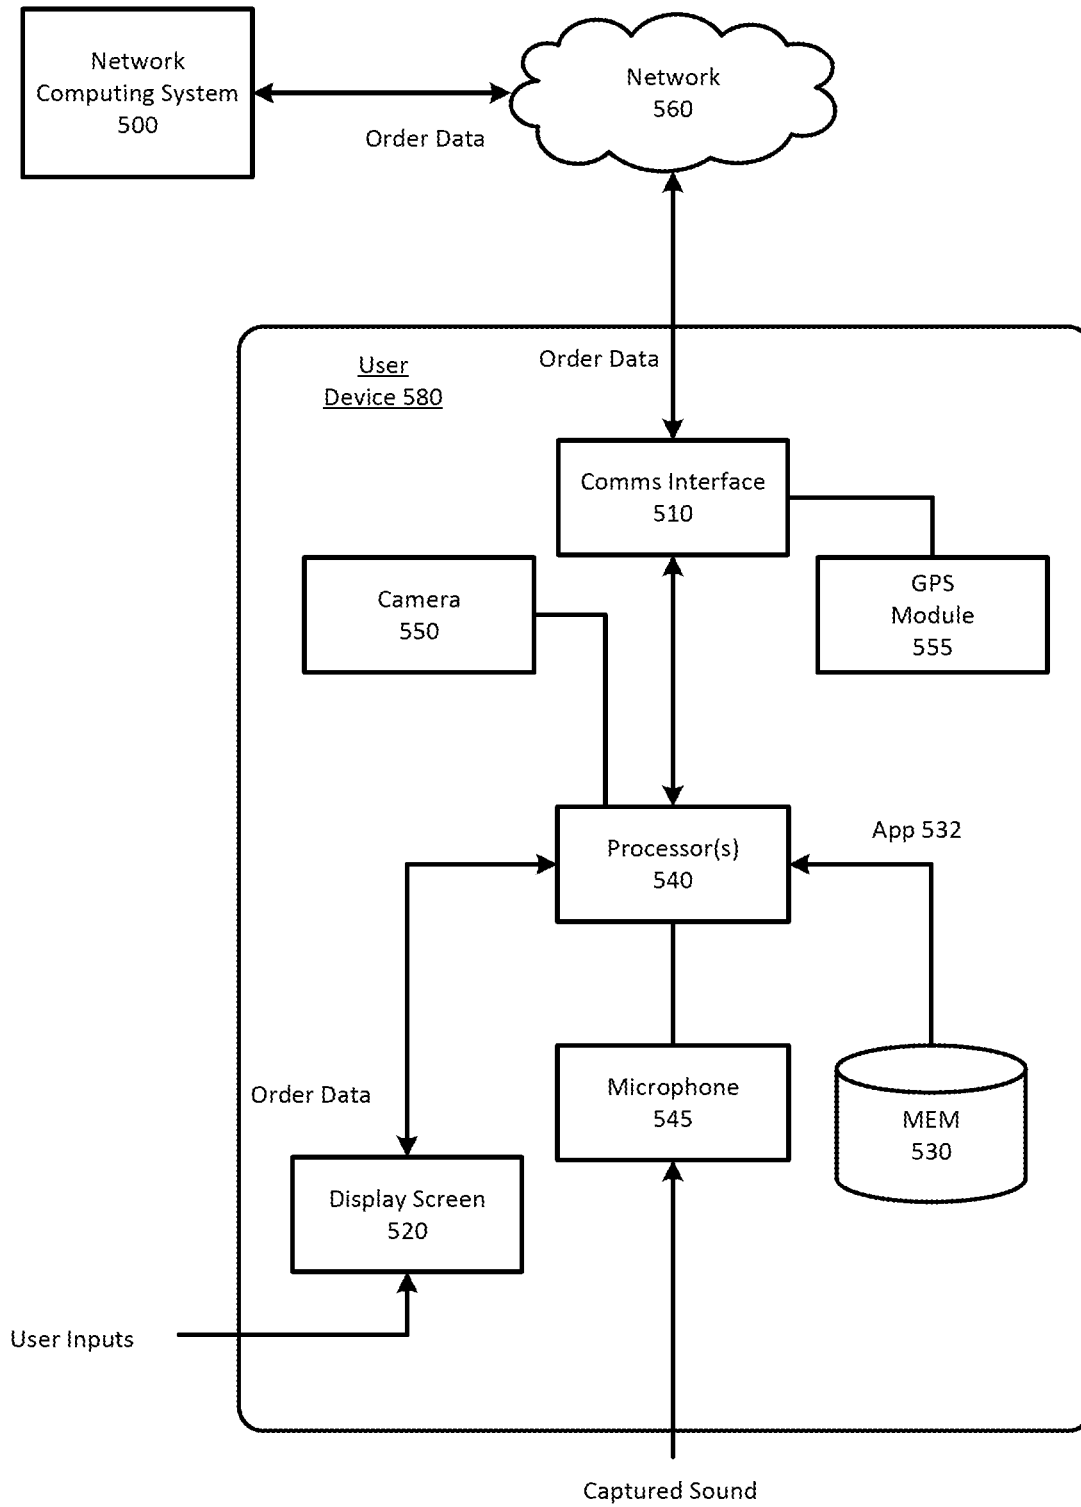 Network
Computing System
500
Network
560
Order Data
User
Device 580
Order Data
Comms Interface
510
Camera
550
GPS
Module
555
App 532
Processor(s)
540
Order Data
Microphone
545
MEM
530
Display Screen
520
User Inputs
Captured Sound